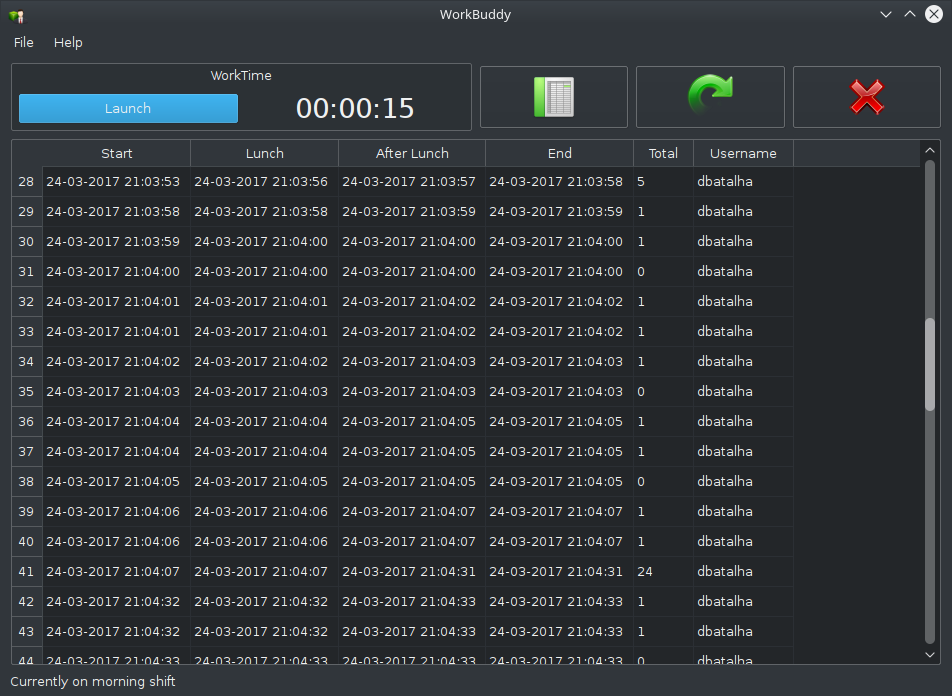 WorkBuddy
File Help
WorkTime
Launch 00:00:15
Start Lunch After Lunch End Total Username
28 24-03-2017 21:03:53 24-03-2017 21:03:56 24-03-2017 21:03:57 24-03-2017 21:03:58 5 dbatalha
29 24-03-2017 21:03:58 24-03-2017 21:03:58 24-03-2017 21:03:59 24-03-2017 21:03:59 1 dbatalha
30 24-03-2017 21:03:59 24-03-2017 21:04:00 24-03-2017 21:04:00 24-03-2017 21:04:00 1 dbatalha
31 24-03-2017 21:04:00 24-03-2017 21:04:00 24-03-2017 21:04:00 24-03-2017 21:04:00 0 dbatalha
32 24-03-2017 21:04:01 24-03-2017 21:04:01 24-03-2017 21:04:02 24-03-2017 21:04:02 1 dbatalha
33 24-03-2017 21:04:01 24-03-2017 21:04:01 24-03-2017 21:04:02 24-03-2017 21:04:02 1 dbatalha
34 24-03-2017 21:04:02 24-03-2017 21:04:02 24-03-2017 21:04:03 24-03-2017 21:04:03 1 dbatalha
35 24-03-2017 21:04:03 24-03-2017 21:04:03 24-03-2017 21:04:03 24-03-2017 21:04:03 0 dbatalha
36 24-03-2017 21:04:04 24-03-2017 21:04:04 24-03-2017 21:04:05 24-03-2017 21:04:05 1 dbatalha
37 24-03-2017 21:04:04 24-03-2017 21:04:04 24-03-2017 21:04:05 24-03-2017 21:04:05 1 dbatalha
38 24-03-2017 21:04:05 24-03-2017 21:04:05 24-03-2017 21:04:05 24-03-2017 21:04:05 0 dbatalha
39 24-03-2017 21:04:06 24-03-2017 21:04:06 24-03-2017 21:04:07 24-03-2017 21:04:07 1 dbatalha
40 24-03-2017 21:04:06 24-03-2017 21:04:06 24-03-2017 21:04:07 24-03-2017 21:04:07 1 dbatalha
41 24-03-2017 21:04:07 24-03-2017 21:04:07 24-03-2017 21:04:31 24-03-2017 21:04:31 24 dbatalha
42 24-03-2017 21:04:32 24-03-2017 21:04:32 24-03-2017 21:04:33 24-03-2017 21:04:33 1 dbatalha
43 24-03-2017 21:04:32 24-03-2017 21:04:32 24-03-2017 21:04:33 24-03-2017 21:04:33 1 dbatalha
44 24-03-2017 21:04:33 24-03-2017 21:04:33 24-03-2017 21:04:33 24-03-2017 21:04:33 0 dbatalha
Currently on morning shift